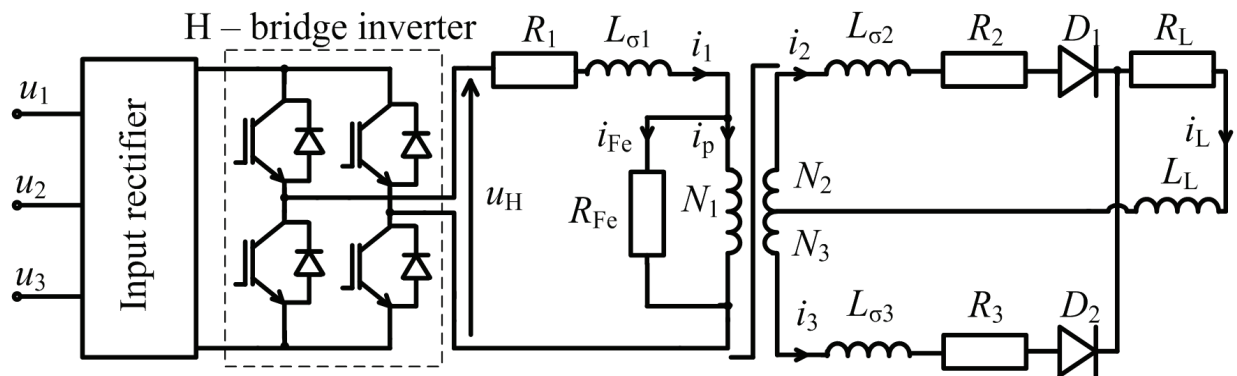 H – bridge inverter
Input rectifier
u1
u2
u3
uH
R1
Lσ1
i1
iFe
ip
RFe
N1
i2
Lσ2
R2
D1
RL
iL
LL
N2
N3
i3
Lσ3
R3
D2